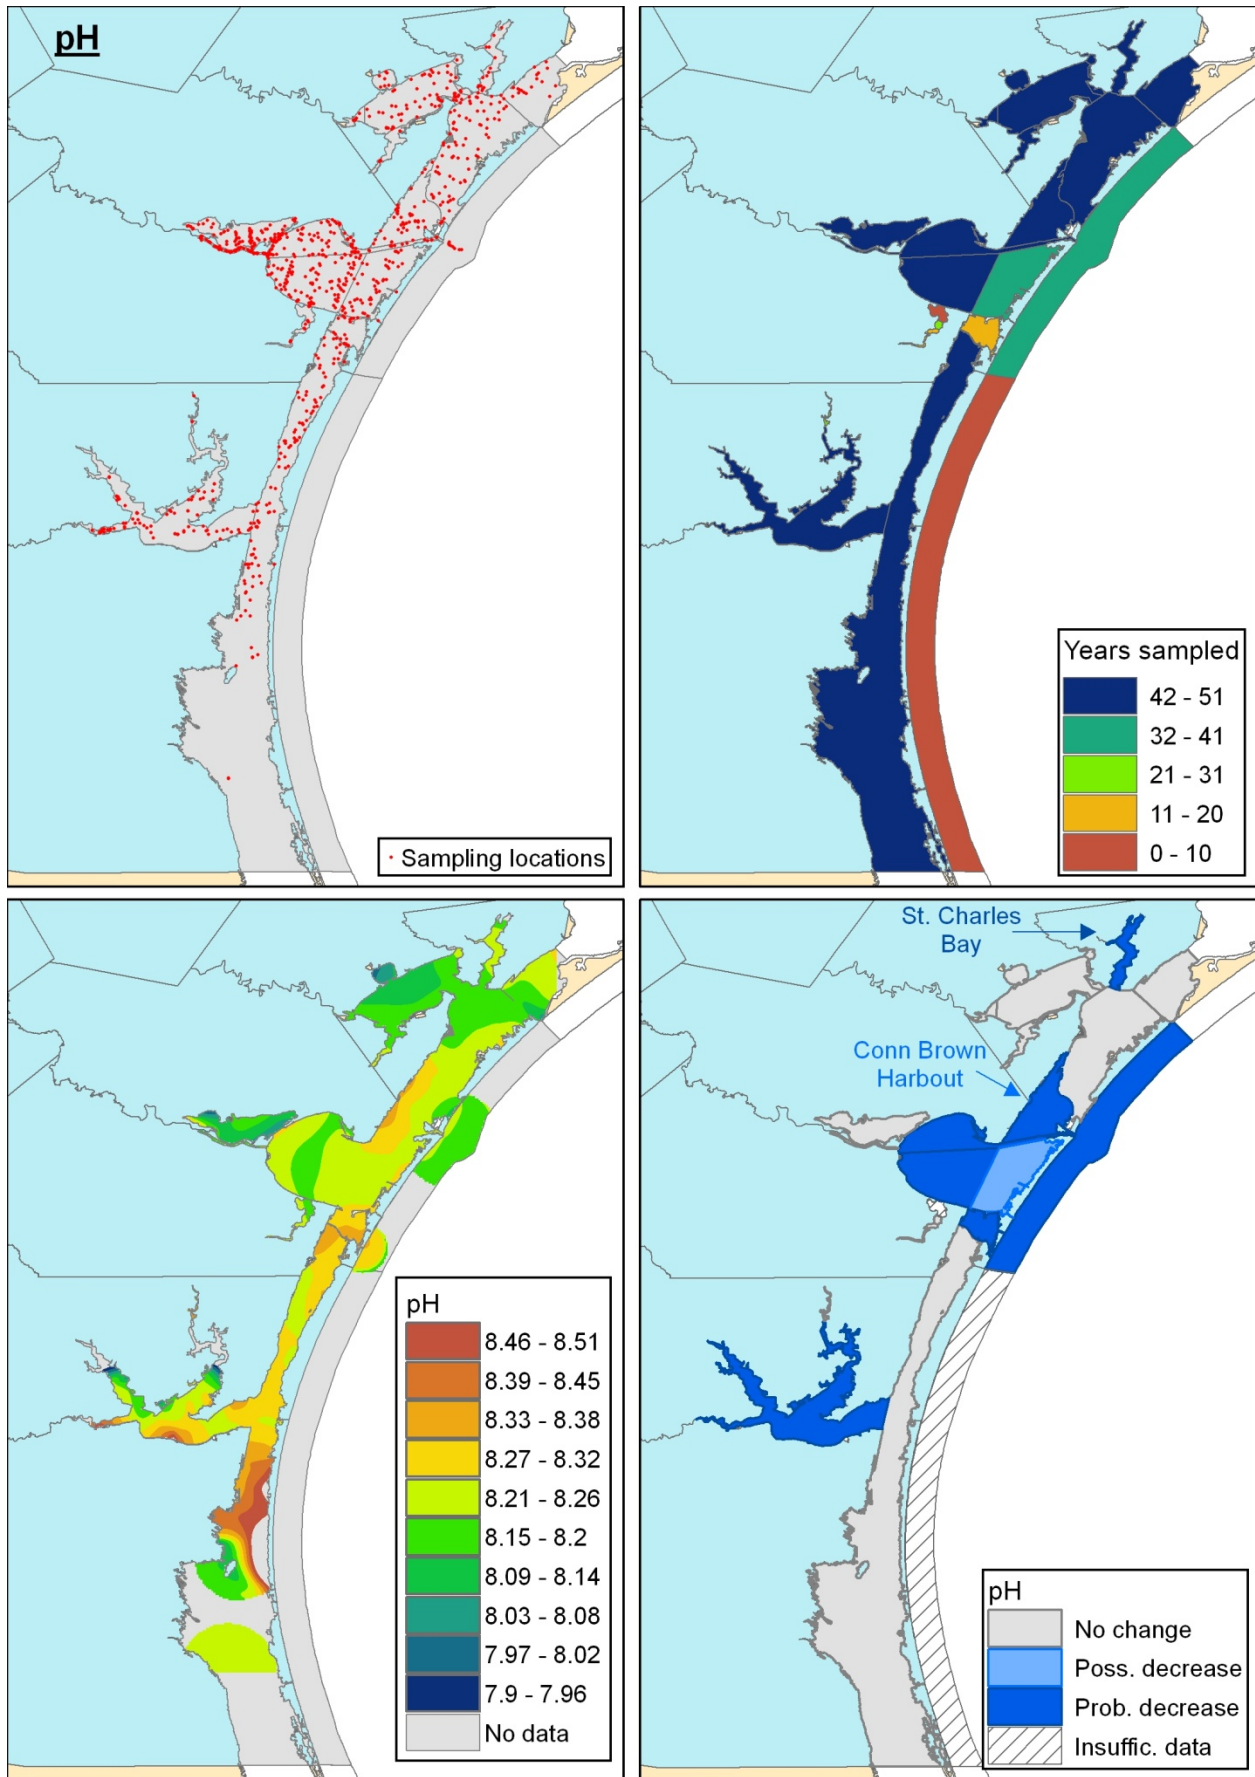 pH
Sampling locations
Years sampled
42 - 51
32 - 41
21 - 31
11 - 20
0 - 10
pH
8.46 - 8.51
8.39 - 8.45
8.33 - 8.38
8.27 - 8.32
8.21 - 8.26
8.15 - 8.2
8.09 - 8.14
8.03 - 8.08
7.97 - 8.02
7.9 - 7.96
No data
St. Charles
Bay
Conn Brown
Harbout
pH
No change
Poss. decrease
Prob. decrease
Insuffic. data